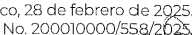 co, 28 de febrero de 2025.
No. 200010000/558/2025